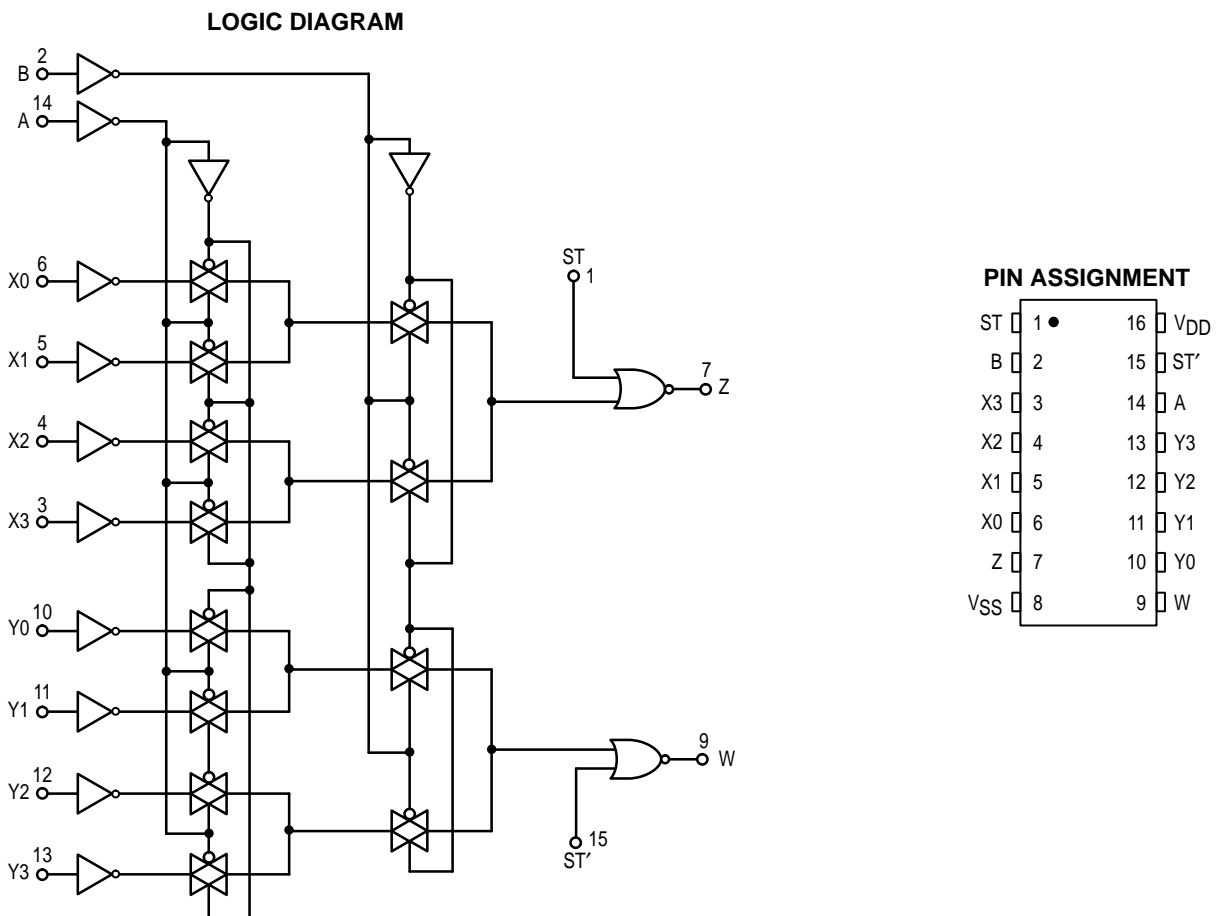 LOGIC DIAGRAM
B 2
A 14
X0 6
X1 5
X2 4
X3 3
Y0 10
Y1 11
Y2 12
Y3 13
ST
1
7
Z
9
W
15
ST′
PIN ASSIGNMENT
ST 1 16 VDD
B 2 15 ST′
X3 3 14 A
X2 4 13 Y3
X1 5 12 Y2
X0 6 11 Y1
Z 7 10 Y0
VSS 8 9 W